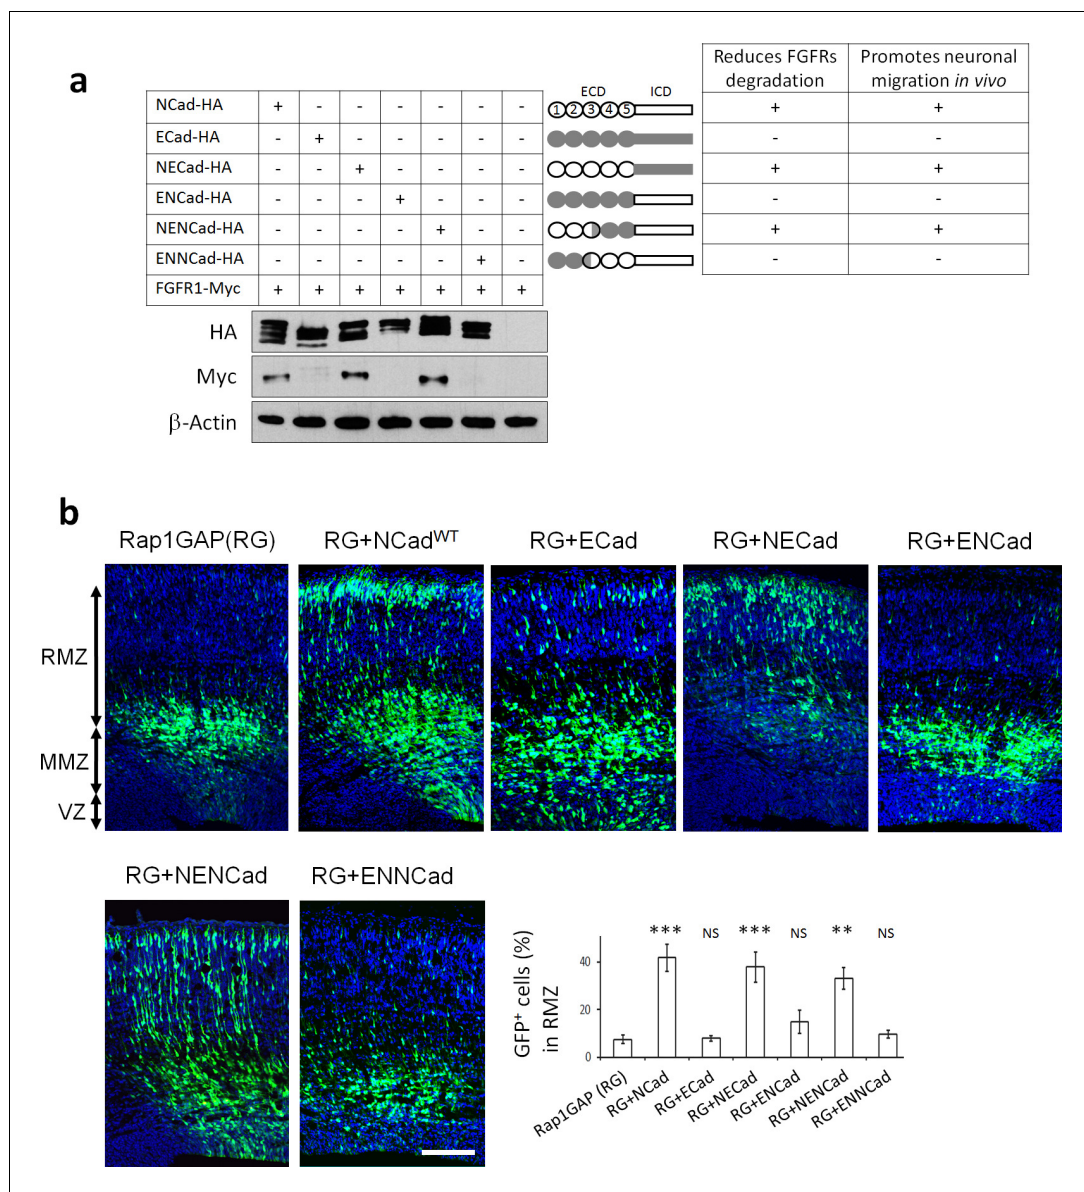 a
Reduces FGFRs degradation
Promotes neuronal migration in vivo
ECD ICD
NCad-HA + - - - - - - 1 2 3 4 5 + +
ECad-HA - + - - - - - - -
NECad-HA - - + - - - - + +
ENCad-HA - - - + - - - - -
NENCad-HA - - - - + - - + +
ENNCad-HA - - - - - + - - -
FGFR1-Myc + + + + + + +
HA
Myc
β-Actin
b
Rap1GAP(RG) RG+NCadWT RG+ECad RG+NECad RG+ENCad
RMZ
MMZ
VZ
RG+NENCad RG+ENNCad
GFP+ cells (%)
in RMZ
*** NS *** NS ** NS
40
20
0
Rap1GAP (RG)
RG+NCad
RG+ECad
RG+NECad
RG+ENCad
RG+NENCad
RG+ENNCad